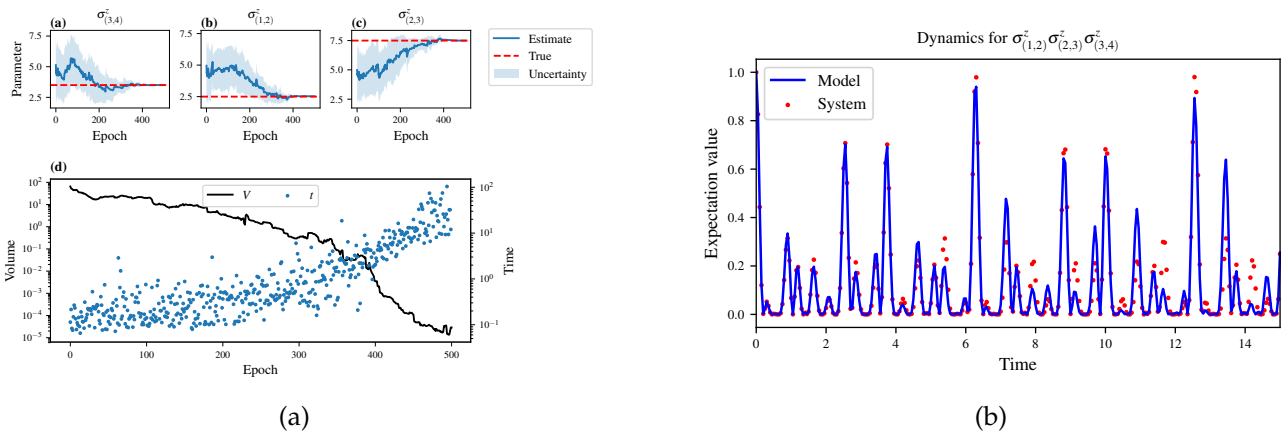 (a) σ^z_(3,4)
(b) σ^z_(1,2)
(c) σ^z_(2,3)
Parameter
7.5
5.0
2.5
0 200 400
Epoch
7.5
5.0
2.5
0 200 400
Epoch
7.5
5.0
2.5
0 200 400
Epoch
Estimate
True
Uncertainty
(d)
V t
Volume
10^2
10^1
10^0
10^−1
10^−2
10^−3
10^−4
10^−5
10^2
10^1
10^0
10^−1
Time
0 100 200 300 400 500
Epoch
(a)
Dynamics for σ^z_(1,2)σ^z_(2,3)σ^z_(3,4)
Model
System
Expectation value
1.0
0.8
0.6
0.4
0.2
0.0
0 2 4 6 8 10 12 14
Time
(b)